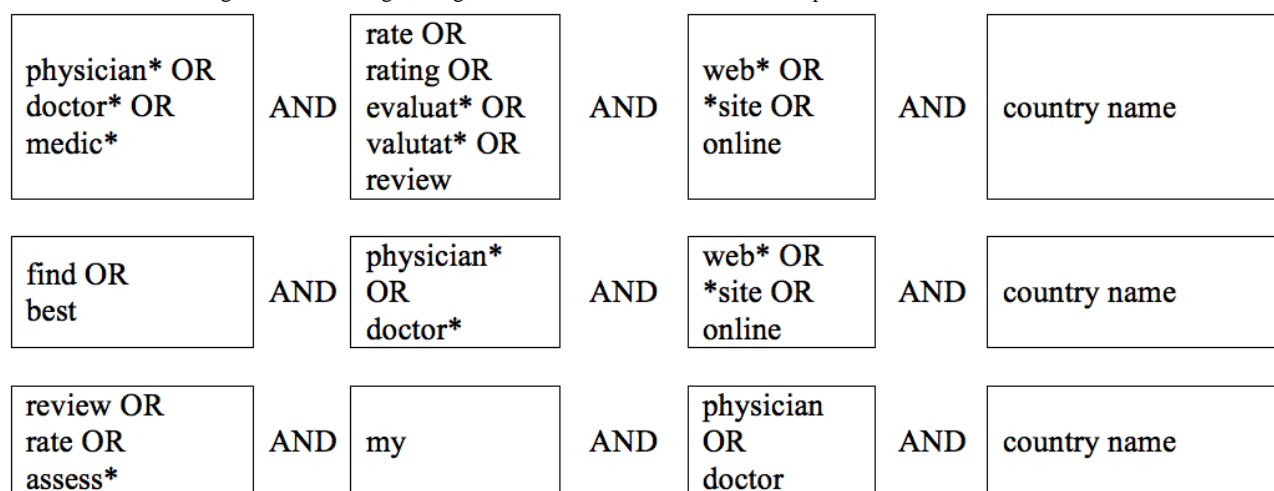 physician* OR
doctor* OR
medic*
AND
rate OR
rating OR
evaluat* OR
valutat* OR
review
AND
web* OR
*site OR
online
AND
country name
find OR
best
AND
physician*
OR
doctor*
AND
web* OR
*site OR
online
AND
country name
review OR
rate OR
assess*
AND
my
AND
physician
OR
doctor
AND
country name